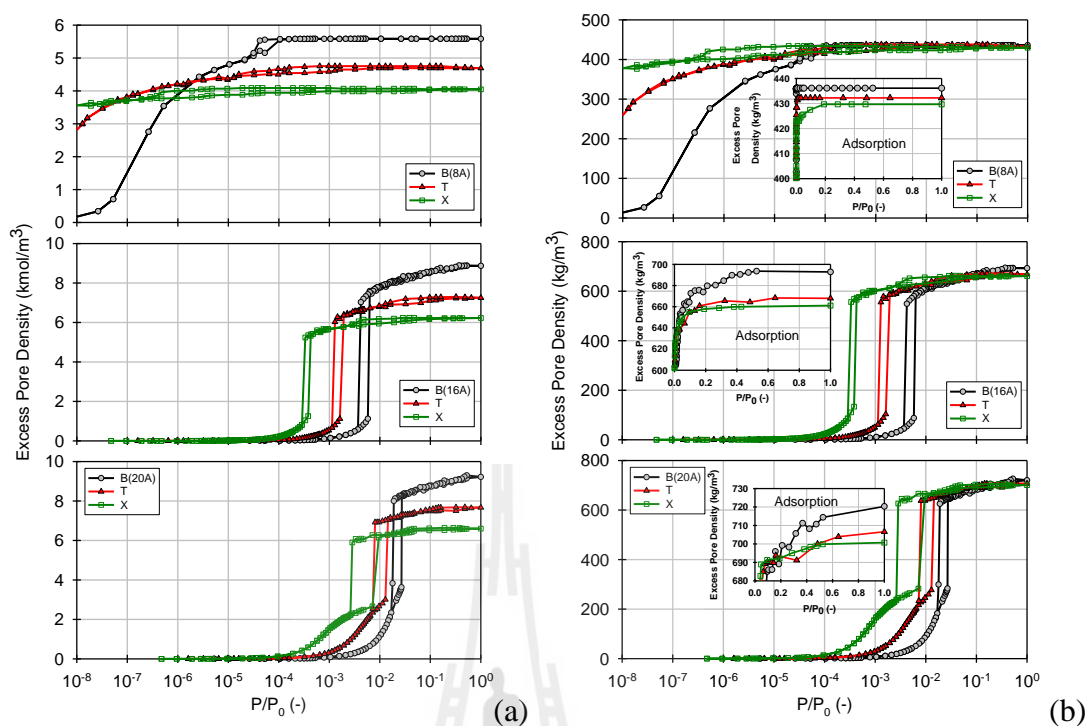 6
5
4
3
2
1
0
B(8A)
T
X
10
8
6
4
2
0
B(16A)
T
X
10
8
6
4
2
0
B(20A)
T
X
10-8 10-7 10-6 10-5 10-4 10-3 10-2 10-1 100
P/P0 (-)
Excess Pore Density (kmol/m3)
(a)
500
400
300
200
100
0
440
430
420
410
400
0.0 0.2 0.4 0.6 0.8 1.0
P/P0 (-)
Excess Pore
Density (kg/m3)
Adsorption
B(8A)
T
X
800
600
400
200
0
700
680
660
640
620
600
0.0 0.2 0.4 0.6 0.8 1.0
P/P0 (-)
Excess Pore Density (kg/m3)
Adsorption
B(16A)
T
X
800
600
400
200
0
730
720
710
700
690
680
0.0 0.2 0.4 0.6 0.8 1.0
P/P0 (-)
Excess Pore Density (kg/m3)
Adsorption
B(20A)
T
X
10-8 10-7 10-6 10-5 10-4 10-3 10-2 10-1 100
P/P0 (-)
Excess Pore Density (kg/m3)
(b)